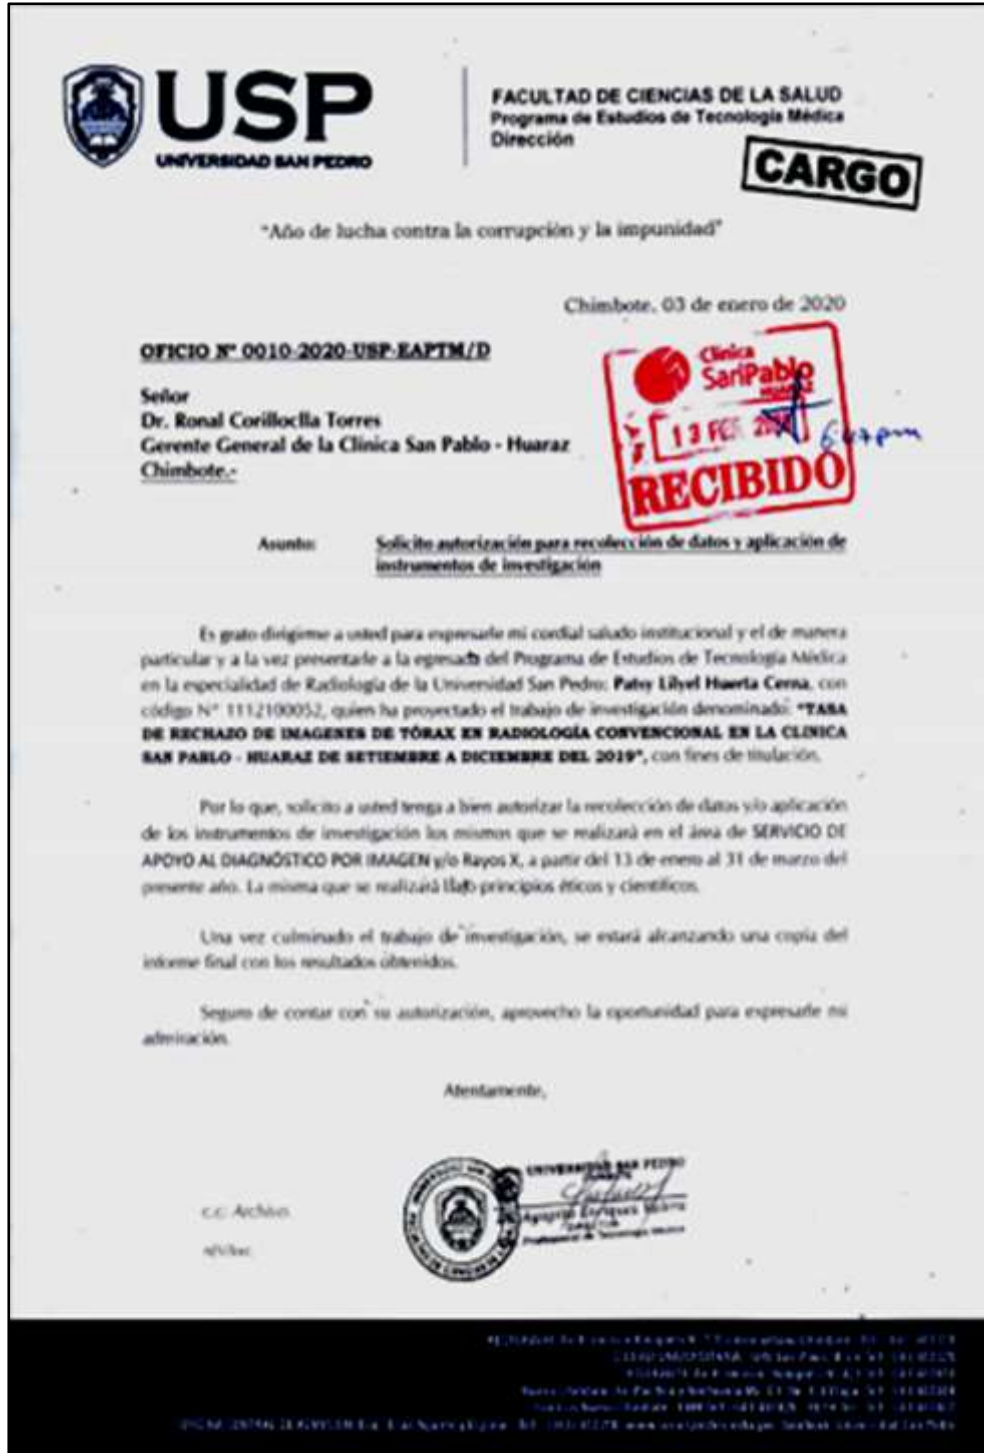 USP
UNIVERSIDAD SAN PEDRO
FACULTAD DE CIENCIAS DE LA SALUD
Programa de Estudios de Tecnología Médica
Dirección
CARGO
"Año de lucha contra la corrupción y la impunidad"
Chimbote, 03 de enero de 2020
OFICIO N° 0010-2020-USP-EAPTM/D
Clínica
SanPablo
HUARAZ
13 FEB
6:47 pm
RECIBIDO
Señor
Dr. Ronal Corilloclla Torres
Gerente General de la Clínica San Pablo - Huaraz
Chimbote.-
Asunto: Solicito autorización para recolección de datos y aplicación de
instrumentos de investigación
Es grato dirigirme a usted para expresarle mi cordial saludo institucional y el de manera
particular y a la vez presentarle a la egresada del Programa de Estudios de Tecnología Médica
en la especialidad de Radiología de la Universidad San Pedro: Patsy Lilyel Huerta Cerna, con
código N° 1112100052, quien ha proyectado el trabajo de investigación denominado: "TASA
DE RECHAZO DE IMAGENES DE TÓRAX EN RADIOLOGÍA CONVENCIONAL EN LA CLINICA
SAN PABLO - HUARAZ DE SETIEMBRE A DICIEMBRE DEL 2019", con fines de titulación.
Por lo que, solicito a usted tenga a bien autorizar la recolección de datos y/o aplicación
de los instrumentos de investigación los mismos que se realizará en el área de SERVICIO DE
APOYO AL DIAGNÓSTICO POR IMAGEN y/o Rayos X, a partir del 13 de enero al 31 de marzo del
presente año. La misma que se realizará bajo principios éticos y científicos.
Una vez culminado el trabajo de investigación, se estará alcanzando una copia del
informe final con los resultados obtenidos.
Seguro de contar con su autorización, aprovecho la oportunidad para expresarle mi
admiración.
Atentamente,
UNIVERSIDAD SAN PEDRO
c.c. Archivo